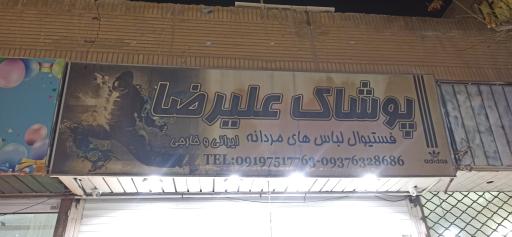 پوشاک علیرضا
فستیوال لباس های مردانه ایرانی و خارجی
TEL:09197517763-09376328686
adidas